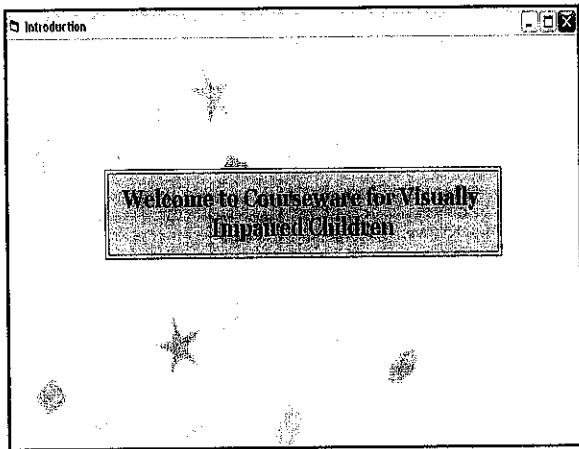 Introduction
Welcome to Courseware for Visually
Impaired Children